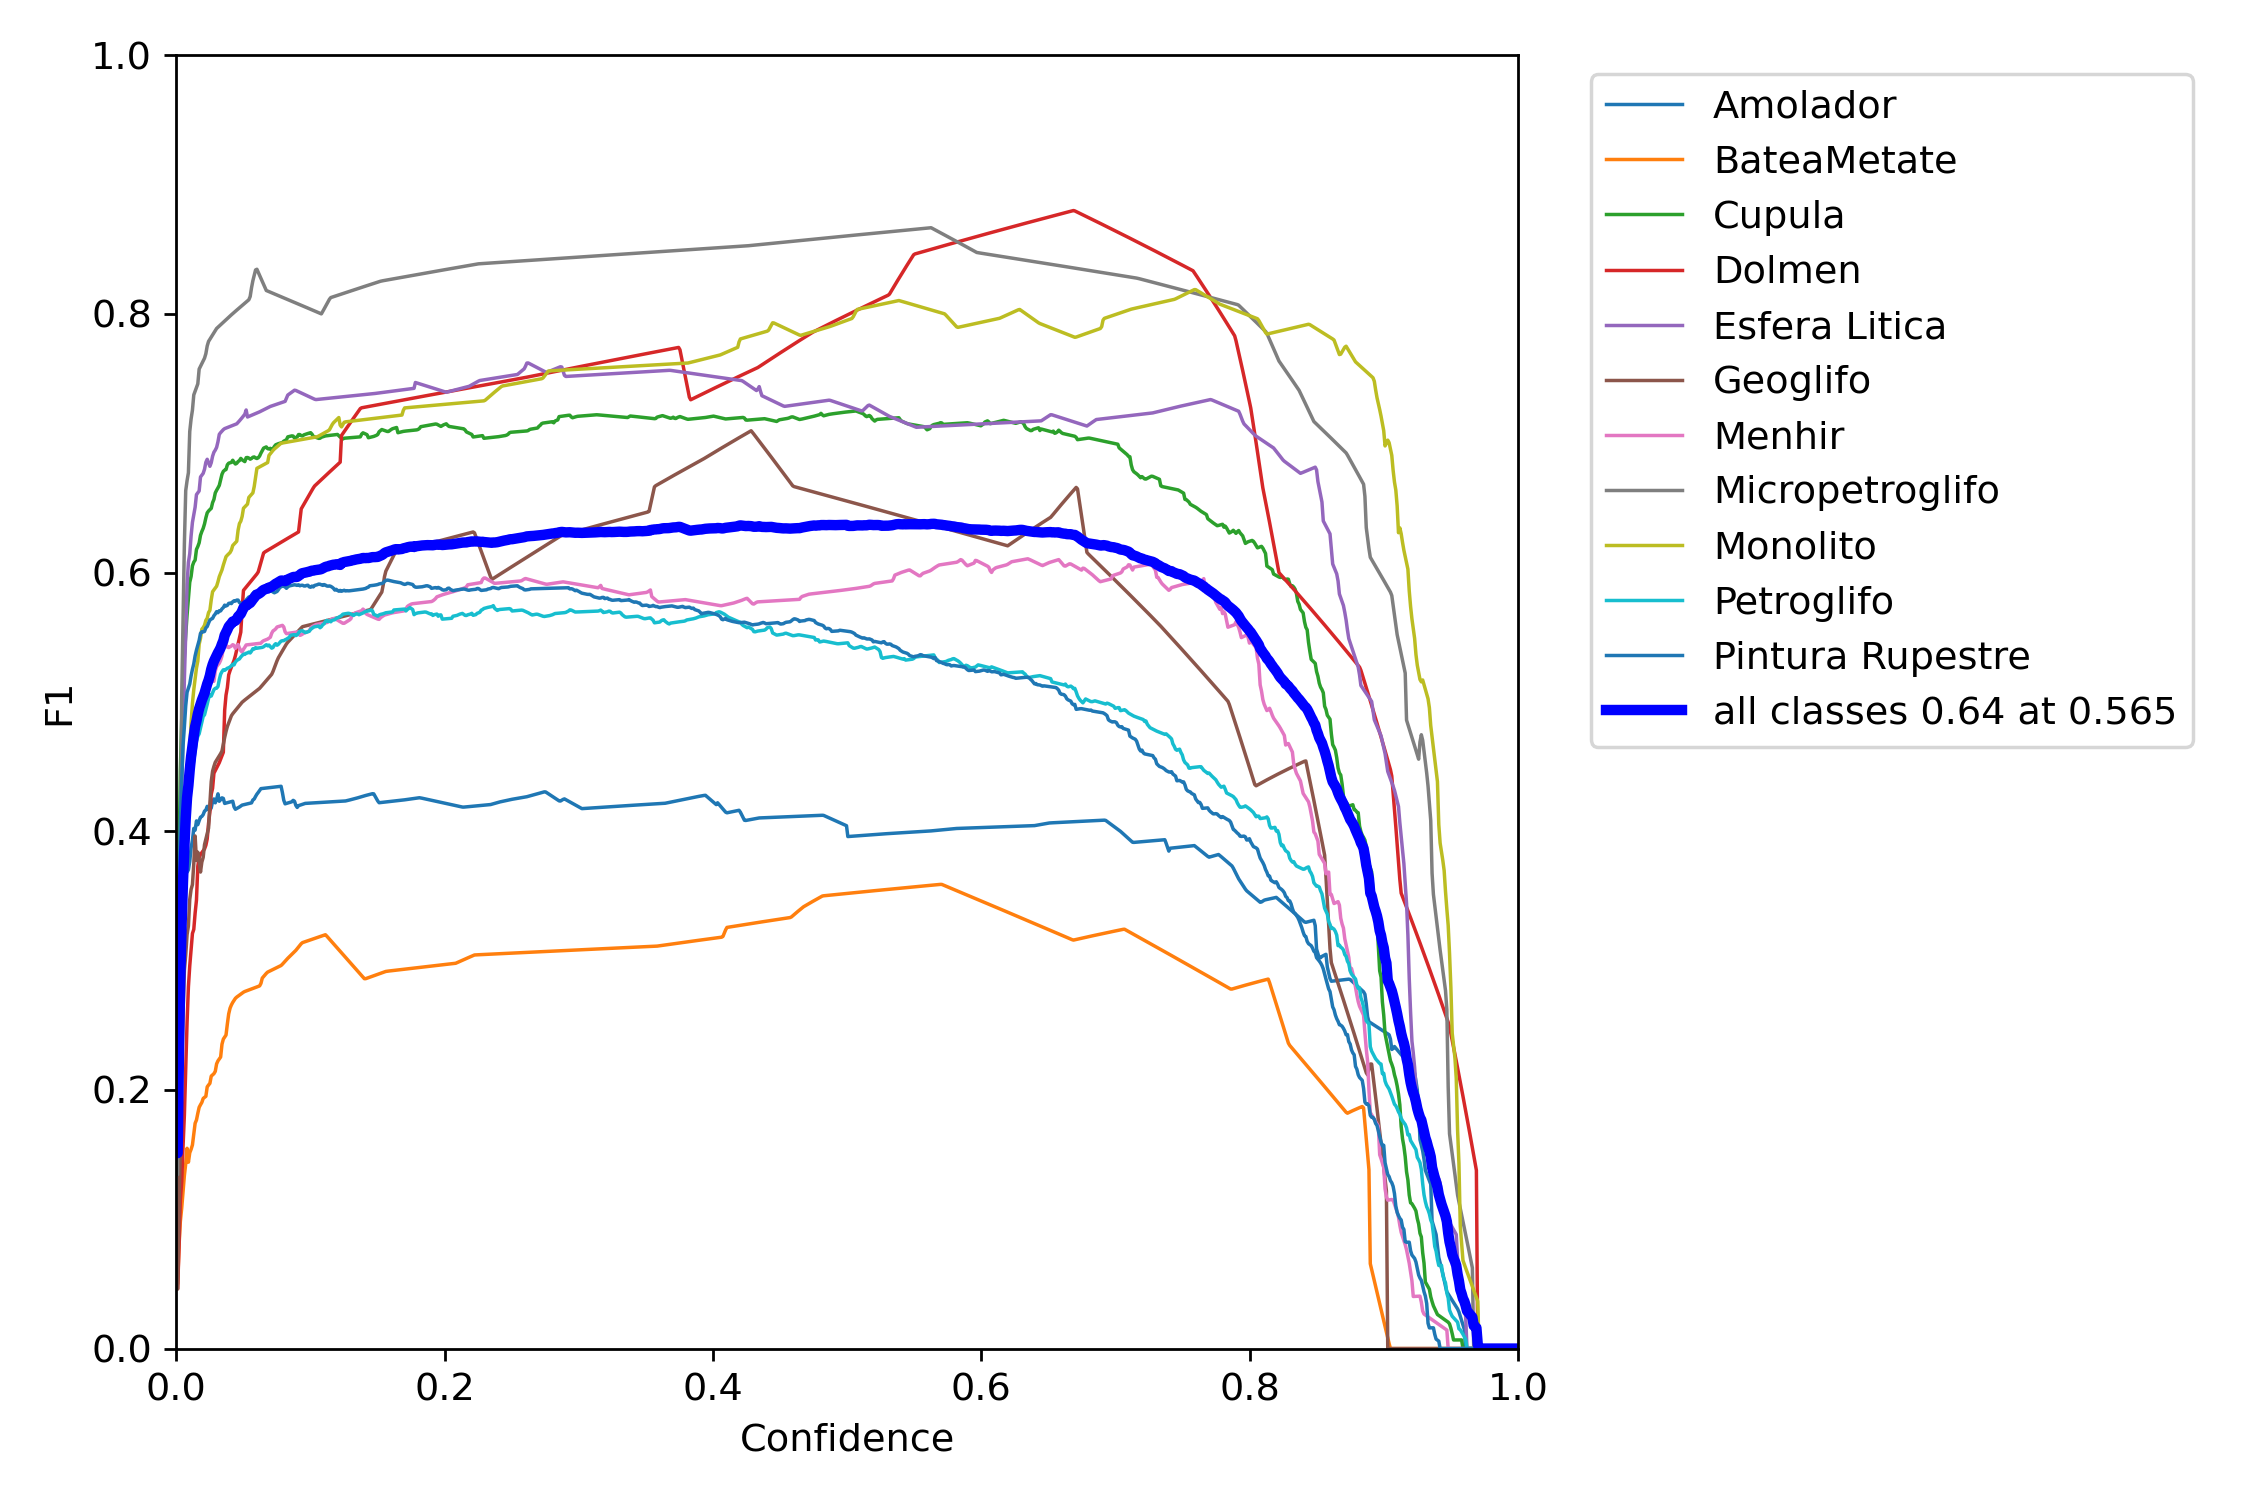 1.0
0.8
0.6
0.4
0.2
0.0
F1
0.0 0.2 0.4 0.6 0.8 1.0
Confidence
Amolador
BateaMetate
Cupula
Dolmen
Esfera Litica
Geoglifo
Menhir
Micropetroglifo
Monolito
Petroglifo
Pintura Rupestre
all classes 0.64 at 0.565